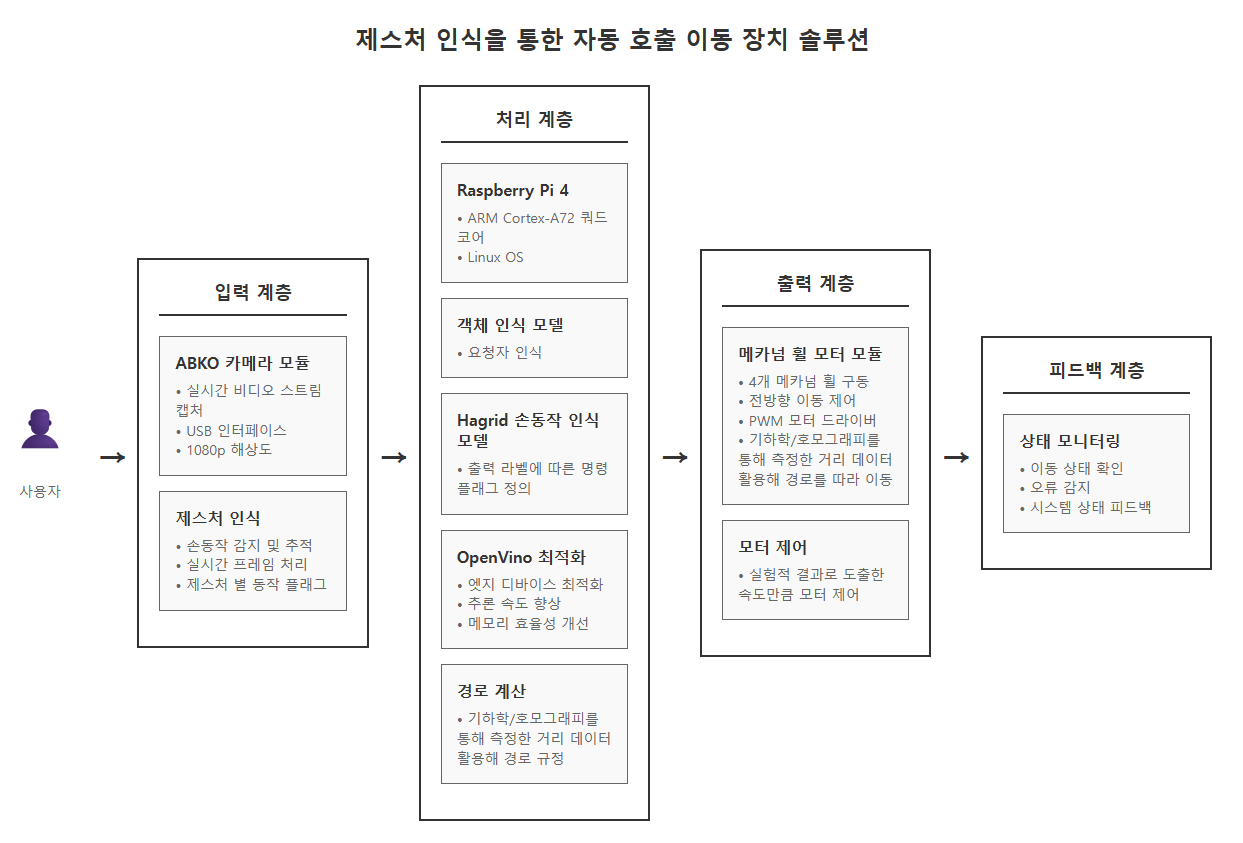 제스처 인식을 통한 자동 호출 이동 장치 솔루션
사용자
입력 계층
ABKO 카메라 모듈
• 실시간 비디오 스트림
캡처
• USB 인터페이스
• 1080p 해상도
제스처 인식
• 손동작 감지 및 추적
• 실시간 프레임 처리
• 제스처 별 동작 플래그
처리 계층
Raspberry Pi 4
• ARM Cortex-A72 쿼드
코어
• Linux OS
객체 인식 모델
• 요청자 인식
Hagrid 손동작 인식
모델
• 출력 라벨에 따른 명령
플래그 정의
OpenVino 최적화
• 엣지 디바이스 최적화
• 추론 속도 향상
• 메모리 효율성 개선
경로 계산
• 기하학/호모그래피를
통해 측정한 거리 데이터
활용해 경로 규정
출력 계층
메카넘 휠 모터 모듈
• 4개 메카넘 휠 구동
• 전방향 이동 제어
• PWM 모터 드라이버
• 기하학/호모그래피를
통해 측정한 거리 데이터
활용해 경로를 따라 이동
모터 제어
• 실험적 결과로 도출한
속도만큼 모터 제어
피드백 계층
상태 모니터링
• 이동 상태 확인
• 오류 감지
• 시스템 상태 피드백